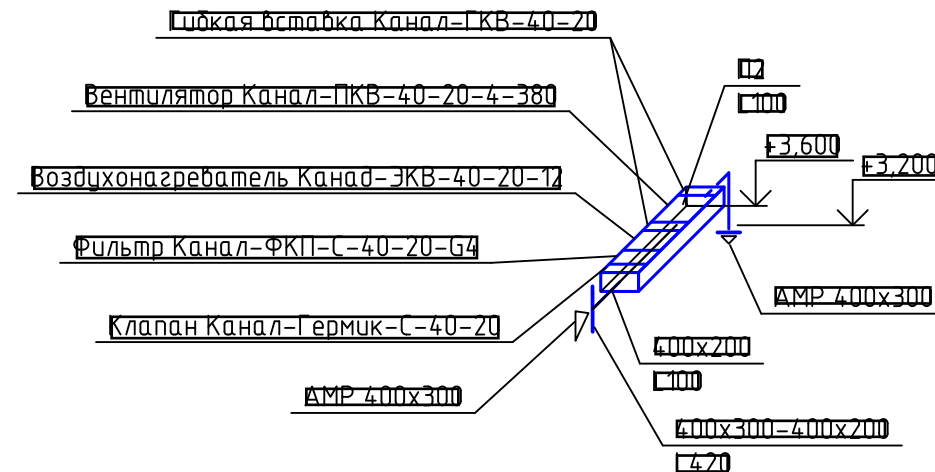 Гибкая вставка Канал-ГКВ-40-20
П2
L100
Вентилятор Канал-ПКВ-40-20-4-380
+3,600
+3,200
Воздухонагреватель Канад-ЭКВ-40-20-12
Фильтр Канал-ФКП-С-40-20-G4
АМР 400х300
Клапан Канал-Гермик-С-40-20
400х200
L100
АМР 400х300
400х300-400х200
L420